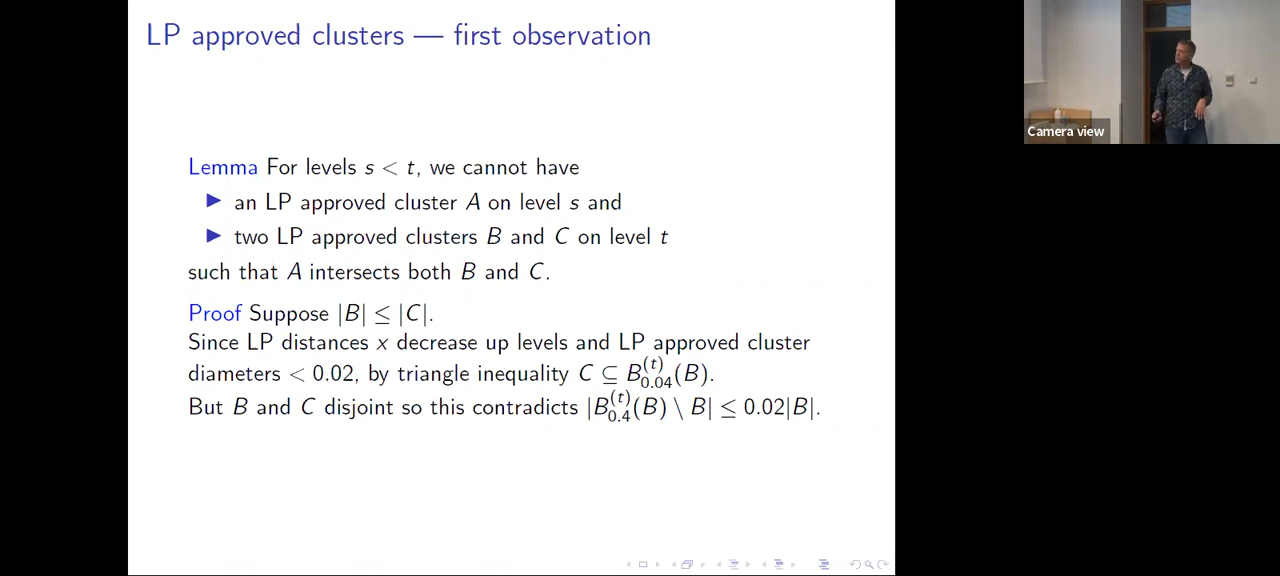 LP approved clusters — first observation
Camera view
Lemma For levels s < t, we cannot have
▶ an LP approved cluster A on level s and
▶ two LP approved clusters B and C on level t
such that A intersects both B and C.
Proof Suppose |B| ≤ |C|.
Since LP distances x decrease up levels and LP approved cluster
diameters < 0.02, by triangle inequality C ⊆ B_{0.04}^{(t)}(B).
But B and C disjoint so this contradicts |B_{0.4}^{(t)}(B) \ B| ≤ 0.02|B|.